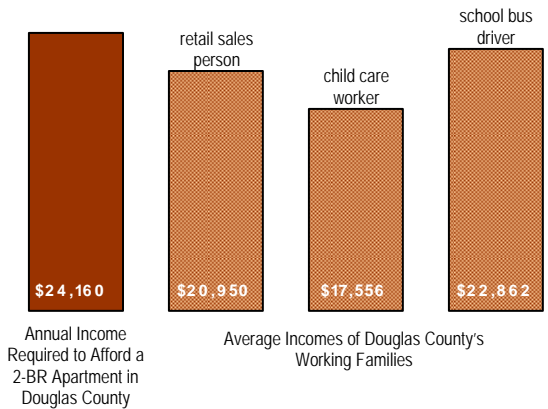 school bus
driver
retail sales
person
child care
worker
$24,160
$20,950
$17,556
$22,862
Annual Income
Required to Afford a
2-BR Apartment in
Douglas County
Average Incomes of Douglas County's
Working Families